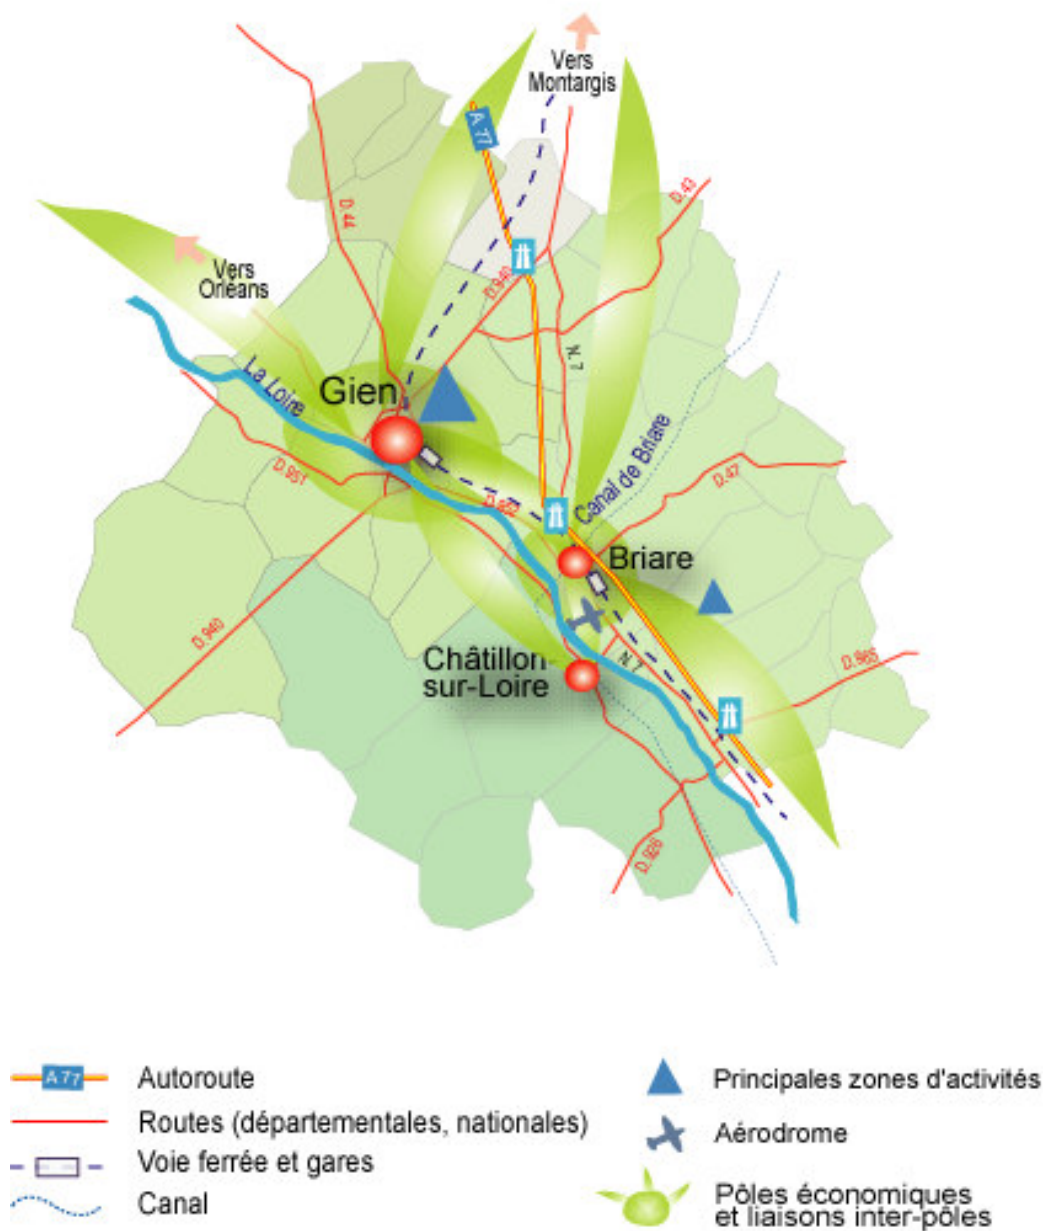 Vers
Montargis
A 77
D.43
D.44
Vers
Orléans
D.940
La Loire
N.7
Gien
Canal de Briare
D.951
D.47
D.952
Briare
D.940
Châtillon-
sur-Loire
N.7
D.965
D.926
A77
Autoroute
Principales zones d'activités
Routes (départementales, nationales)
Aérodrome
Voie ferrée et gares
Canal
Pôles économiques
et liaisons inter-pôles